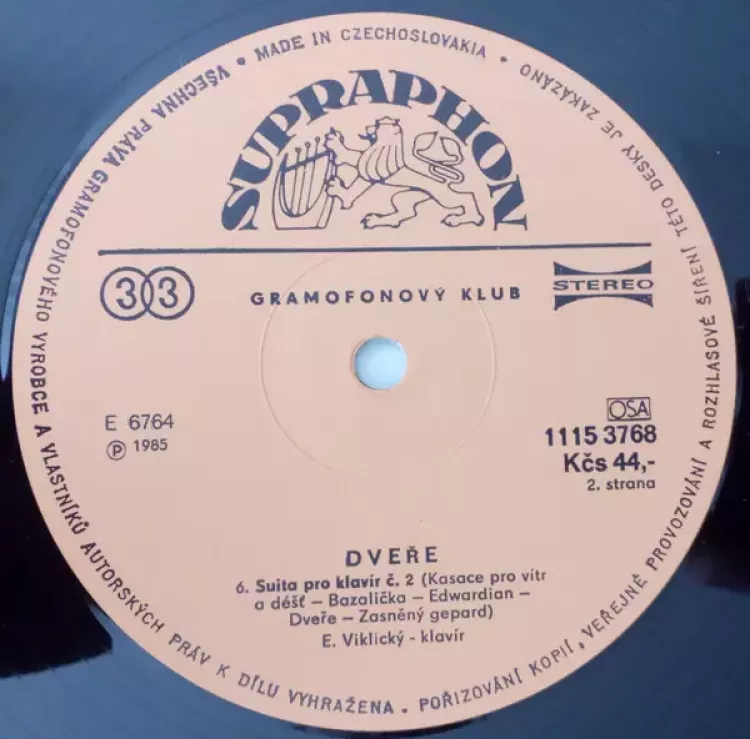 VŠECHNA PRÁVA GRAMOFONOVÉHO VÝROBCE A VLASTNÍKŮ AUTORSKÝCH PRÁV K DÍLU VYHRAŽENA • POŘIZOVÁNÍ KOPIÍ, VEŘEJNÉ PROVOZOVÁNÍ A ROZHLASOVÉ ŠÍŘENÍ TÉTO DESKY JE ZAKÁZÁNO • MADE IN CZECHOSLOVAKIA •
SUPRAPHON
33
GRAMOFONOVÝ KLUB
STEREO
E 6764
℗ 1985
OSA
1115 3768
Kčs 44,-
2. strana
DVEŘE
6. Suita pro klavír č. 2 (Kasace pro vítr
a déšť – Bazalička – Edwardian –
Dveře – Zasněný gepard)
E. Viklický - klavír